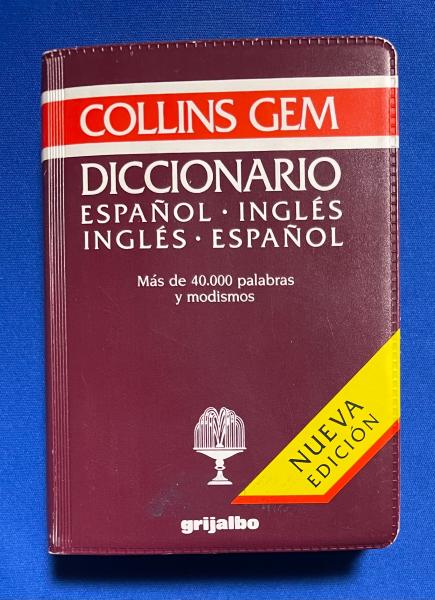 COLLINS GEM
DICCIONARIO
ESPAÑOL · INGLÉS
INGLÉS · ESPAÑOL
Más de 40.000 palabras
y modismos
NUEVA
EDICIÓN
grijalbo